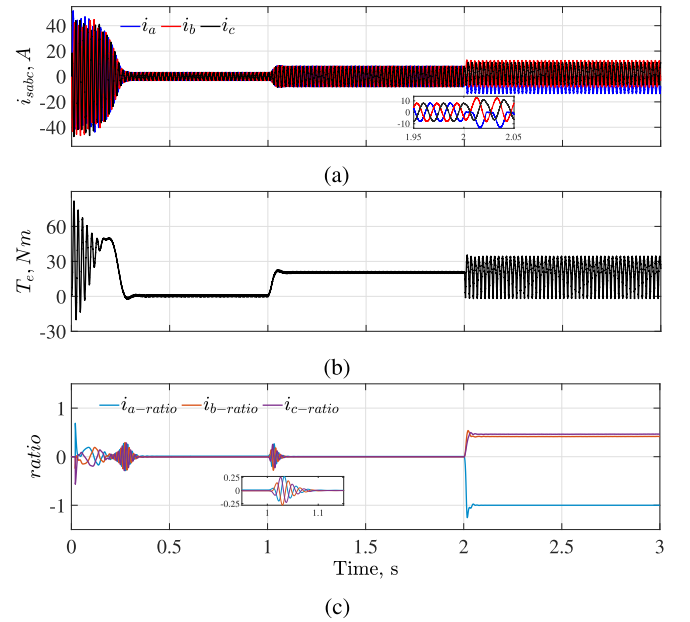 i_a i_b i_c
i_sabc, A
40
20
0
-20
-40
10
0
-10
1.95 2 2.05
(a)
T_e, Nm
60
30
0
-30
(b)
i_a-ratio i_b-ratio i_c-ratio
ratio
1
0
-1
0.25
0
-0.25
1 1.1
0 0.5 1 1.5 2 2.5 3
Time, s
(c)